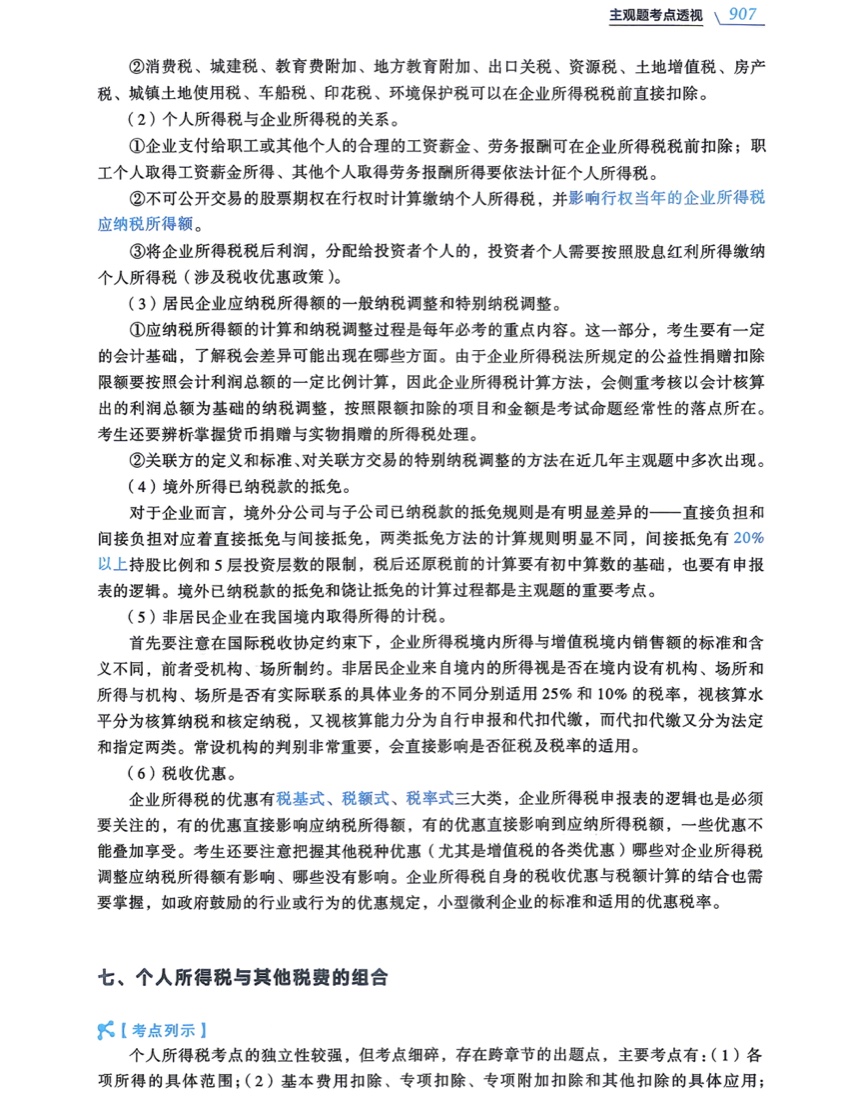 主观题考点透视 907
②消费税、城建税、教育费附加、地方教育附加、出口关税、资源税、土地增值税、房产
税、城镇土地使用税、车船税、印花税、环境保护税可以在企业所得税税前直接扣除。
（2）个人所得税与企业所得税的关系。
①企业支付给职工或其他个人的合理的工资薪金、劳务报酬可在企业所得税税前扣除；职
工个人取得工资薪金所得、其他个人取得劳务报酬所得要依法计征个人所得税。
②不可公开交易的股票期权在行权时计算缴纳个人所得税，并影响行权当年的企业所得税
应纳税所得额。
③将企业所得税税后利润，分配给投资者个人的，投资者个人需要按照股息红利所得缴纳
个人所得税（涉及税收优惠政策）。
（3）居民企业应纳税所得额的一般纳税调整和特别纳税调整。
①应纳税所得额的计算和纳税调整过程是每年必考的重点内容。这一部分，考生要有一定
的会计基础，了解税会差异可能出现在哪些方面。由于企业所得税法所规定的公益性捐赠扣除
限额要按照会计利润总额的一定比例计算，因此企业所得税计算方法，会侧重考核以会计核算
出的利润总额为基础的纳税调整，按照限额扣除的项目和金额是考试命题经常性的落点所在。
考生还要辨析掌握货币捐赠与实物捐赠的所得税处理。
②关联方的定义和标准、对关联方交易的特别纳税调整的方法在近几年主观题中多次出现。
（4）境外所得已纳税款的抵免。
对于企业而言，境外分公司与子公司已纳税款的抵免规则是有明显差异的——直接负担和
间接负担对应着直接抵免与间接抵免，两类抵免方法的计算规则明显不同，间接抵免有 20%
以上持股比例和 5 层投资层数的限制，税后还原税前的计算要有初中算数的基础，也要有申报
表的逻辑。境外已纳税款的抵免和饶让抵免的计算过程都是主观题的重要考点。
（5）非居民企业在我国境内取得所得的计税。
首先要注意在国际税收协定约束下，企业所得税境内所得与增值税境内销售额的标准和含
义不同，前者受机构、场所制约。非居民企业来自境内的所得视是否在境内设有机构、场所和
所得与机构、场所是否有实际联系的具体业务的不同分别适用 25% 和 10% 的税率，视核算水
平分为核算纳税和核定纳税，又视核算能力分为自行申报和代扣代缴，而代扣代缴又分为法定
和指定两类。常设机构的判别非常重要，会直接影响是否征税及税率的适用。
（6）税收优惠。
企业所得税的优惠有税基式、税额式、税率式三大类，企业所得税申报表的逻辑也是必须
要关注的，有的优惠直接影响应纳税所得额，有的优惠直接影响到应纳所得税额，一些优惠不
能叠加享受。考生还要注意把握其他税种优惠（尤其是增值税的各类优惠）哪些对企业所得税
调整应纳税所得额有影响、哪些没有影响。企业所得税自身的税收优惠与税额计算的结合也需
要掌握，如政府鼓励的行业或行为的优惠规定，小型微利企业的标准和适用的优惠税率。
七、个人所得税与其他税费的组合
【考点列示】
个人所得税考点的独立性较强，但考点细碎，存在跨章节的出题点，主要考点有：（1）各
项所得的具体范围；（2）基本费用扣除、专项扣除、专项附加扣除和其他扣除的具体应用；